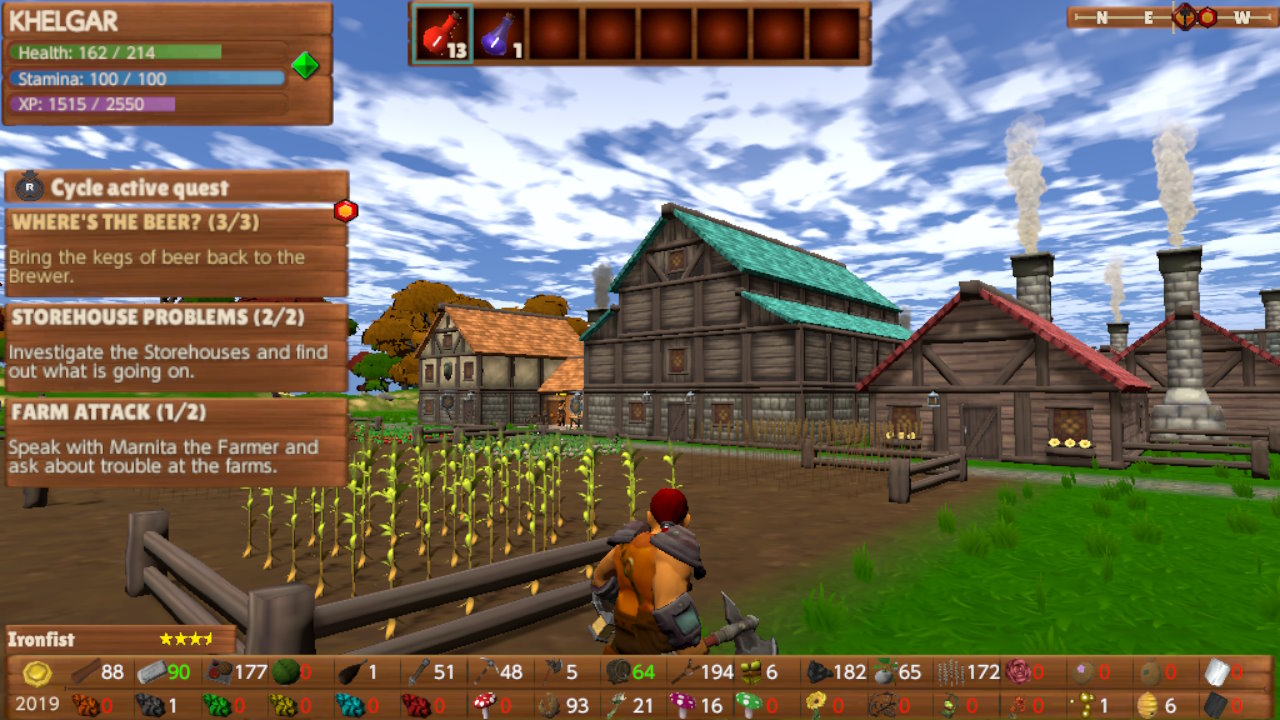 KHELGAR
Health: 162 / 214
Stamina: 100 / 100
XP: 1515 / 2550
13 1
N E W
R Cycle active quest
WHERE'S THE BEER? (3/3)
Bring the kegs of beer back to the
Brewer.
STOREHOUSE PROBLEMS (2/2)
Investigate the Storehouses and find
out what is going on.
FARM ATTACK (1/2)
Speak with Marnita the Farmer and
ask about trouble at the farms.
Ironfist
88 90 177 0 1 51 48 5 64 194 6 182 65 172 0 0 0 0
2019 0 1 0 0 0 0 0 93 21 16 0 0 0 0 0 1 6 0